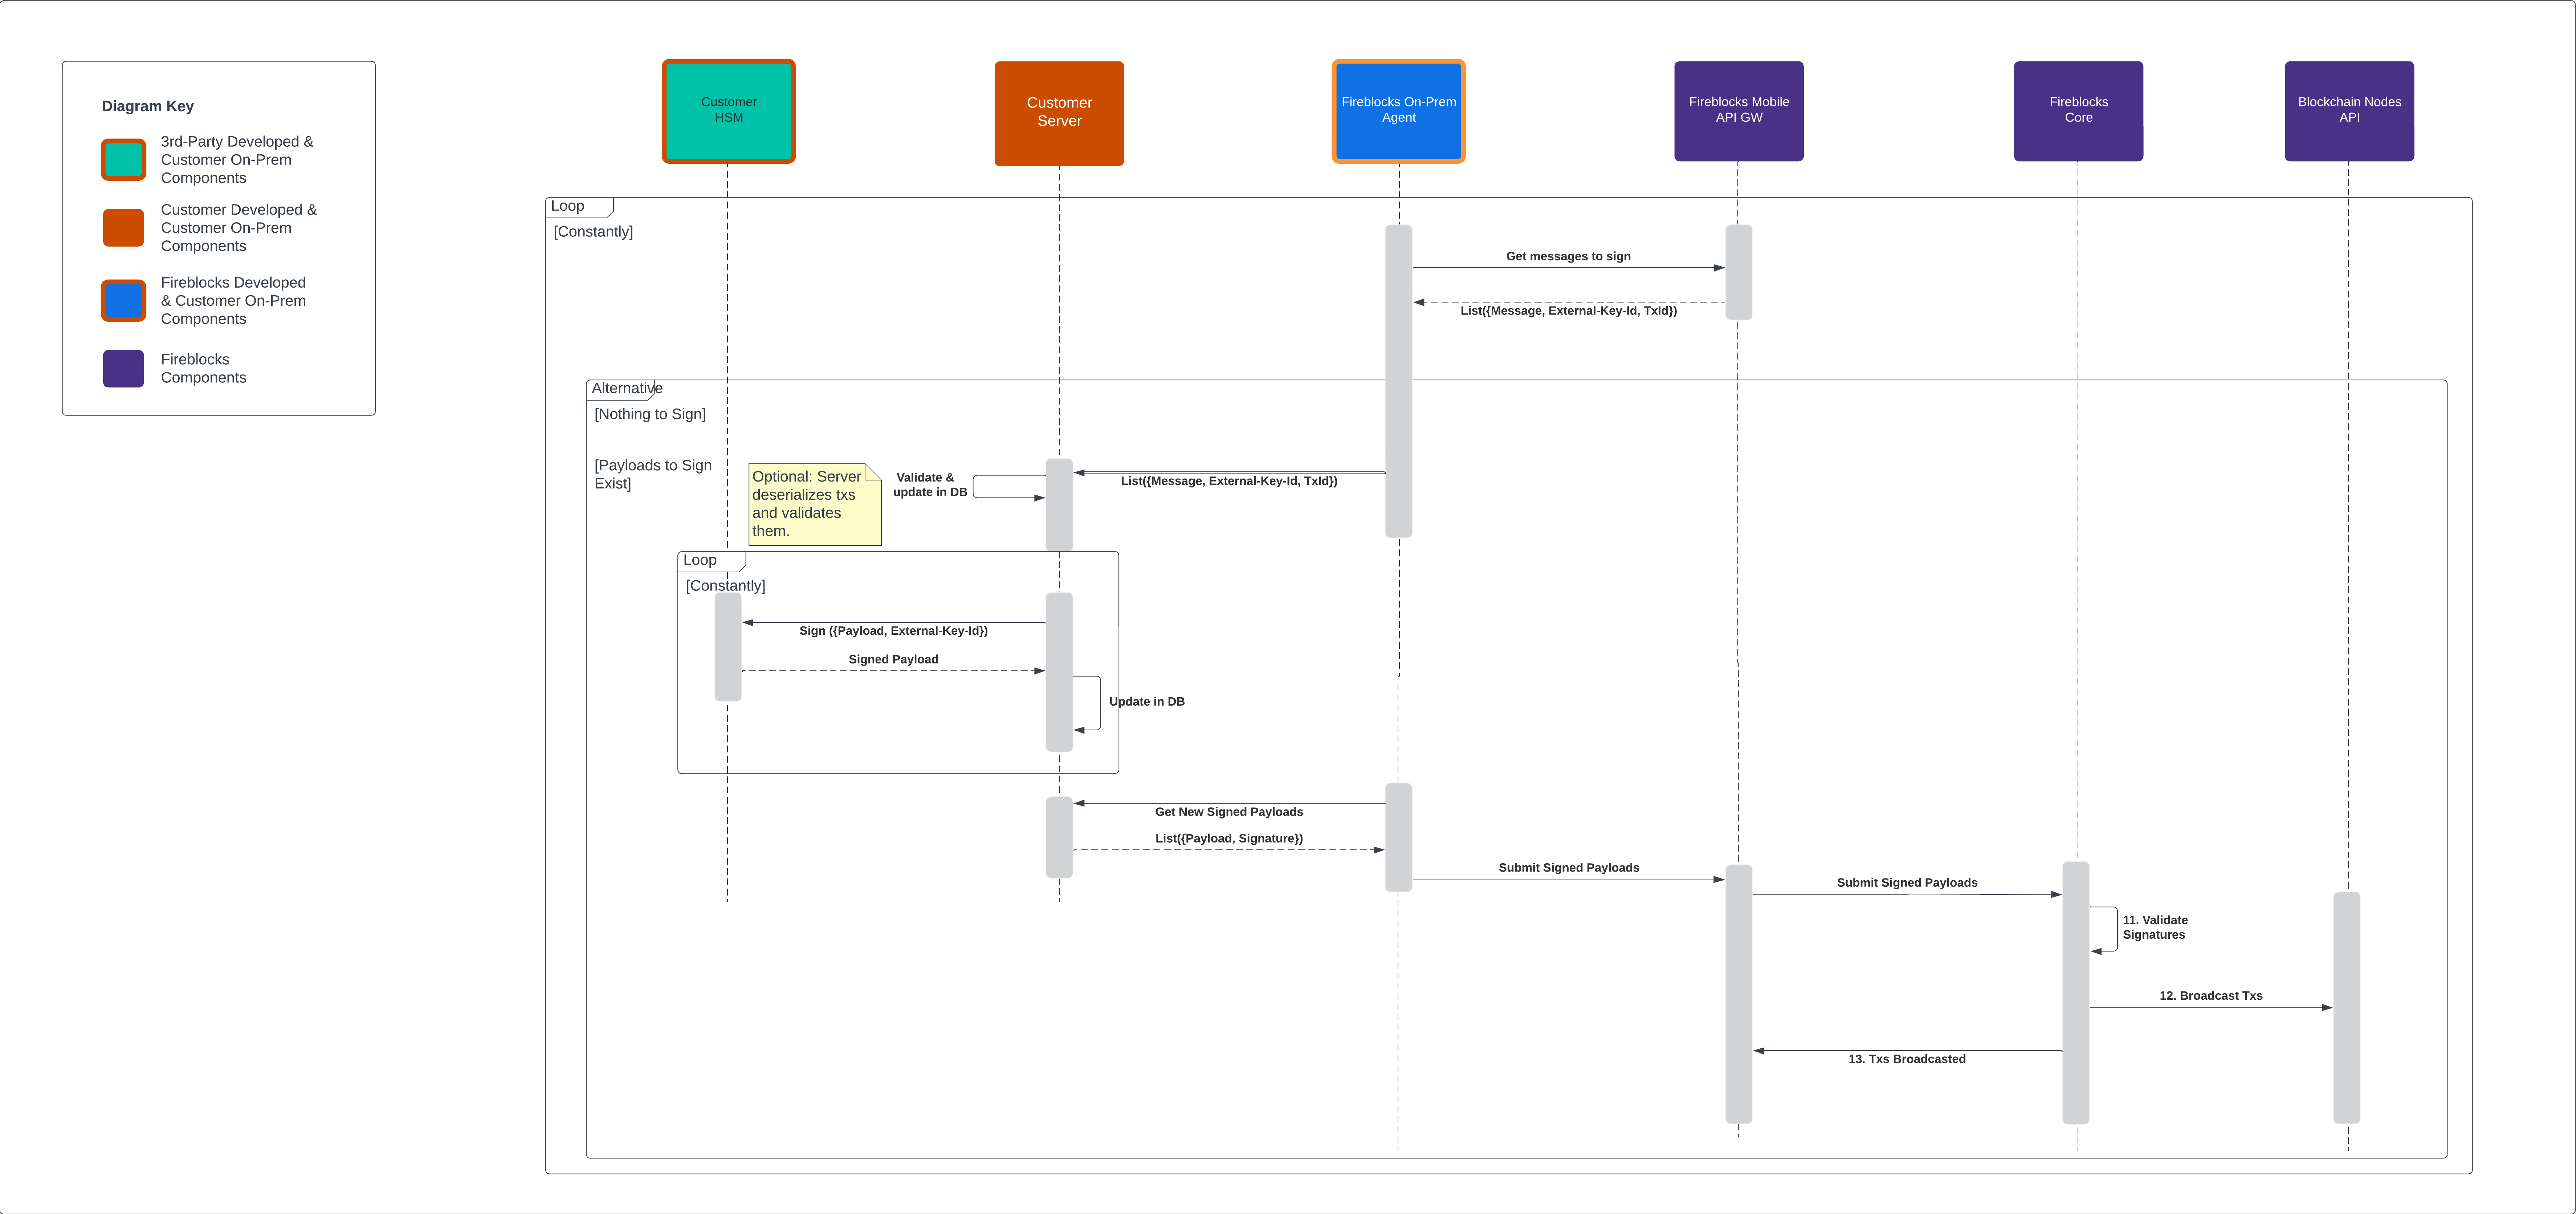 Diagram Key
3rd-Party Developed &
Customer On-Prem
Components
Customer Developed &
Customer On-Prem
Components
Fireblocks Developed
& Customer On-Prem
Components
Fireblocks
Components
Customer
HSM
Customer
Server
Fireblocks On-Prem
Agent
Fireblocks Mobile
API GW
Fireblocks
Core
Blockchain Nodes
API
Loop
[Constantly]
Get messages to sign
List({Message, External-Key-Id, TxId})
Alternative
[Nothing to Sign]
[Payloads to Sign
Exist]
Optional: Server
deserializes txs
and validates
them.
Validate &
update in DB
List({Message, External-Key-Id, TxId})
Loop
[Constantly]
Sign ({Payload, External-Key-Id})
Signed Payload
Update in DB
Get New Signed Payloads
List({Payload, Signature})
Submit Signed Payloads
Submit Signed Payloads
11. Validate
Signatures
12. Broadcast Txs
13. Txs Broadcasted